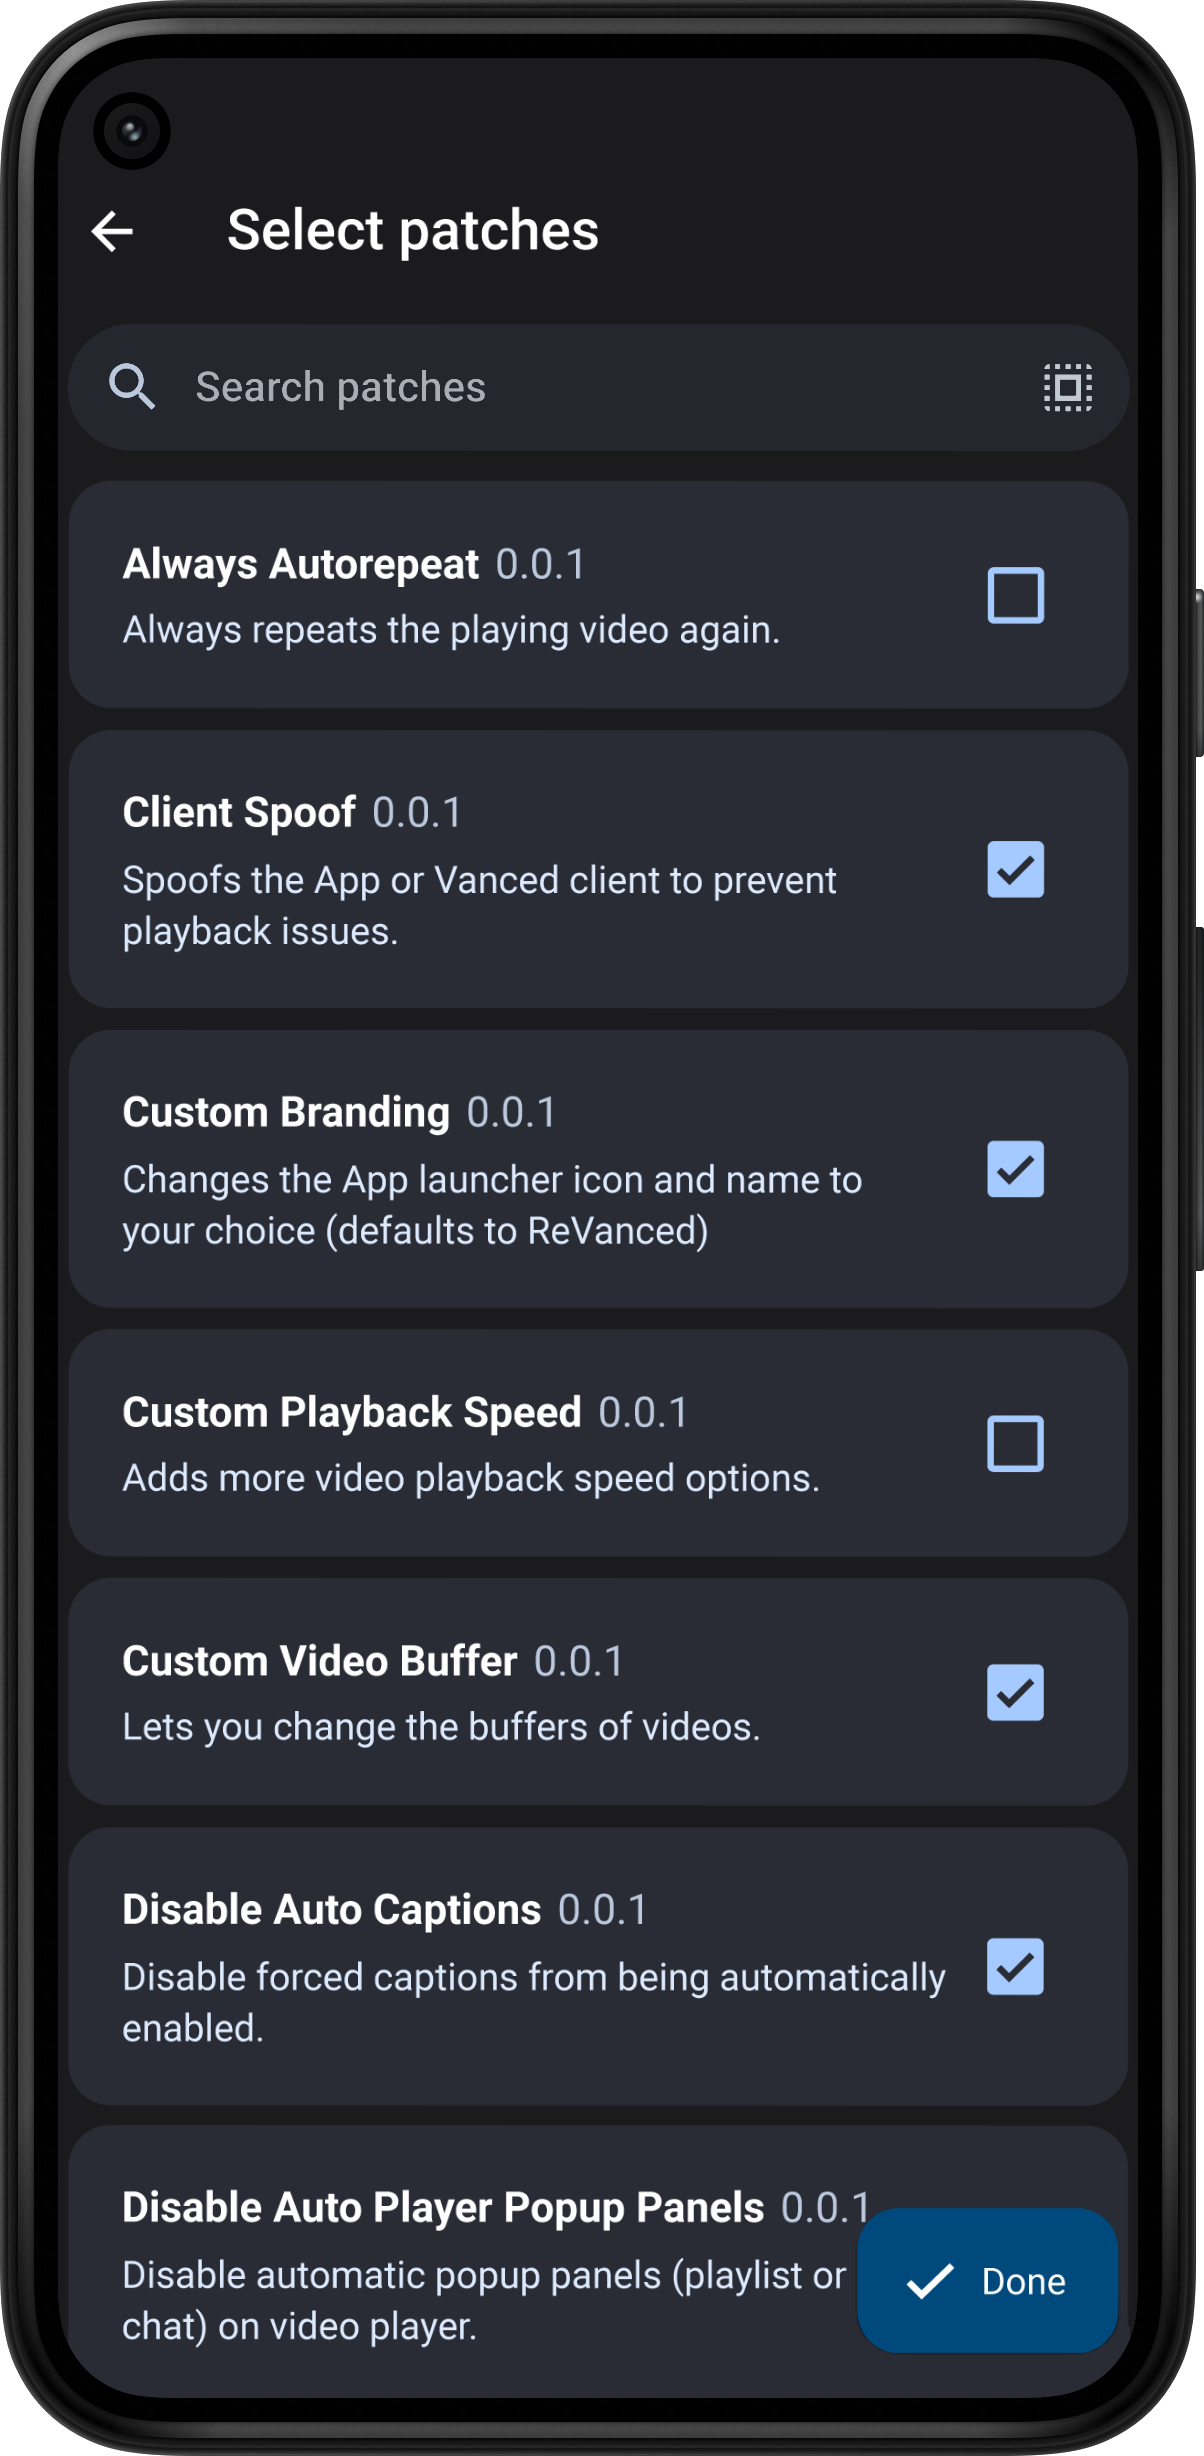 Select patches
Search patches
Always Autorepeat 0.0.1
Always repeats the playing video again.
Client Spoof 0.0.1
Spoofs the App or Vanced client to prevent
playback issues.
Custom Branding 0.0.1
Changes the App launcher icon and name to
your choice (defaults to ReVanced)
Custom Playback Speed 0.0.1
Adds more video playback speed options.
Custom Video Buffer 0.0.1
Lets you change the buffers of videos.
Disable Auto Captions 0.0.1
Disable forced captions from being automatically
enabled.
Disable Auto Player Popup Panels 0.0.1
Disable automatic popup panels (playlist or
chat) on video player.
Done